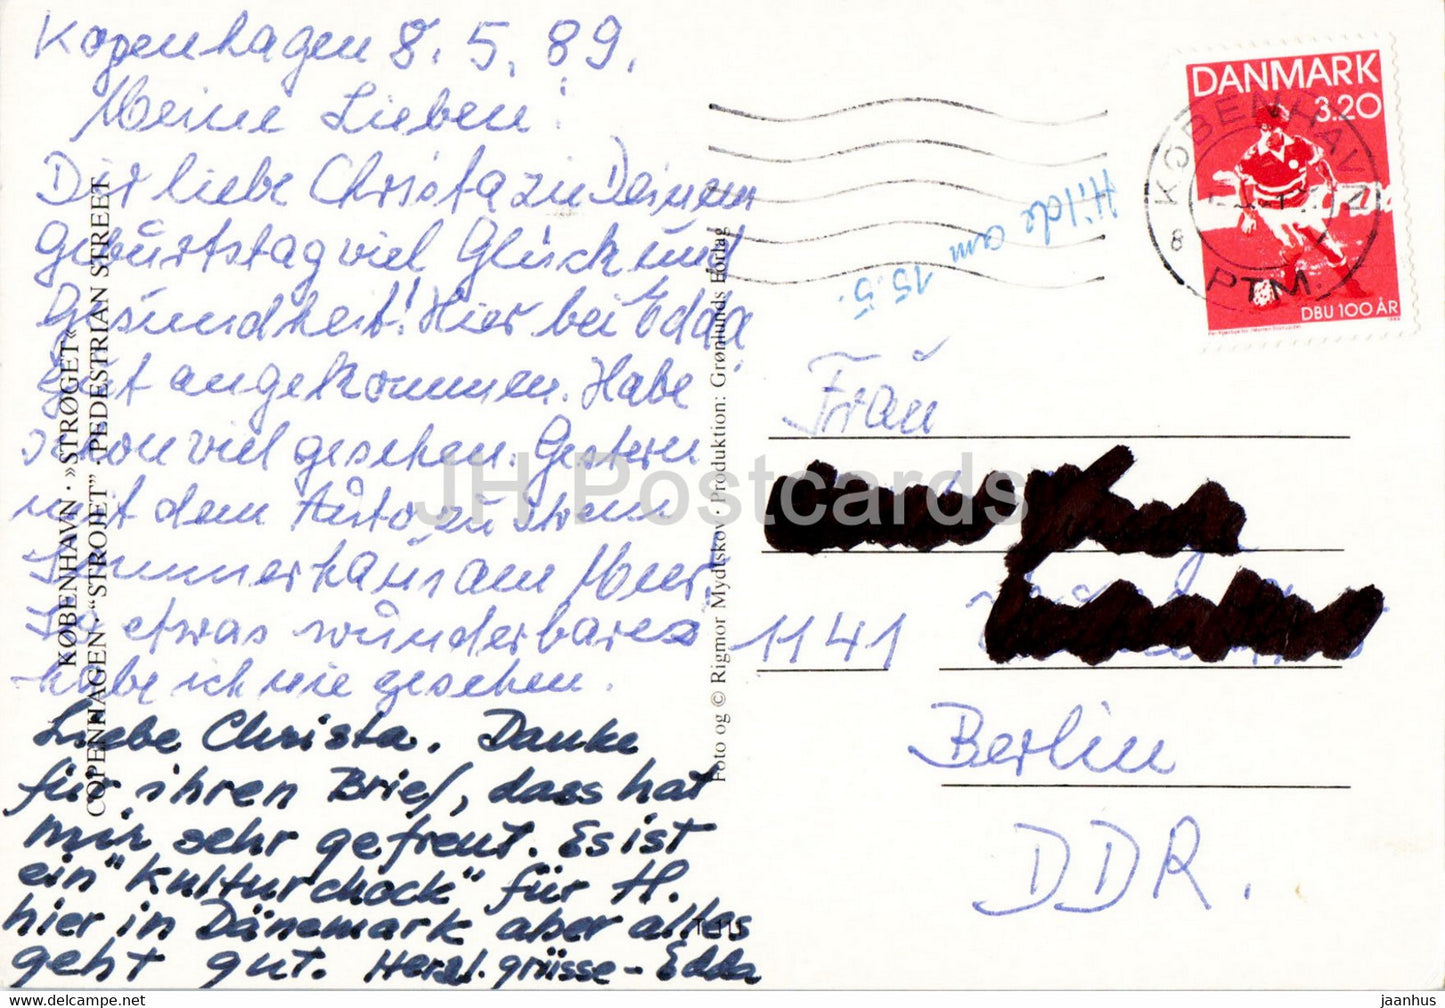 Kopenhagen 8.5.89.
Meine Lieben!
Dir liebe Christa zu Deinem
Geburtstag viel Glück und
Gesundheit! Hier bei Edda
gut angekommen. Habe
schon viel gesehen. Gestern
mit dem Auto zu ihrem
Sommerhaus am Meer.
So etwas wunderbares
habe ich nie gesehen.
Liebe Christa. Danke
für ihren Brief, dass hat
mir sehr gefreut. Es ist
ein "Kulturchock" für H.
hier in Dänemark aber alles
geht gut. Herzl. grüsse - Edda
KØBENHAVN · »STRØGET«
COPENHAGEN · "STROJET" · PEDESTRIAN STREET
Foto og © Rigmor Mydtskov · Produktion: Grønlunds Forlag
Hilde am
15.5.
DANMARK
3.20
DBU 100 ÅR
KØBENHAVN
PTM.
8
Frau
1141
Berlin
DDR.
JH Postcards
jaanhus